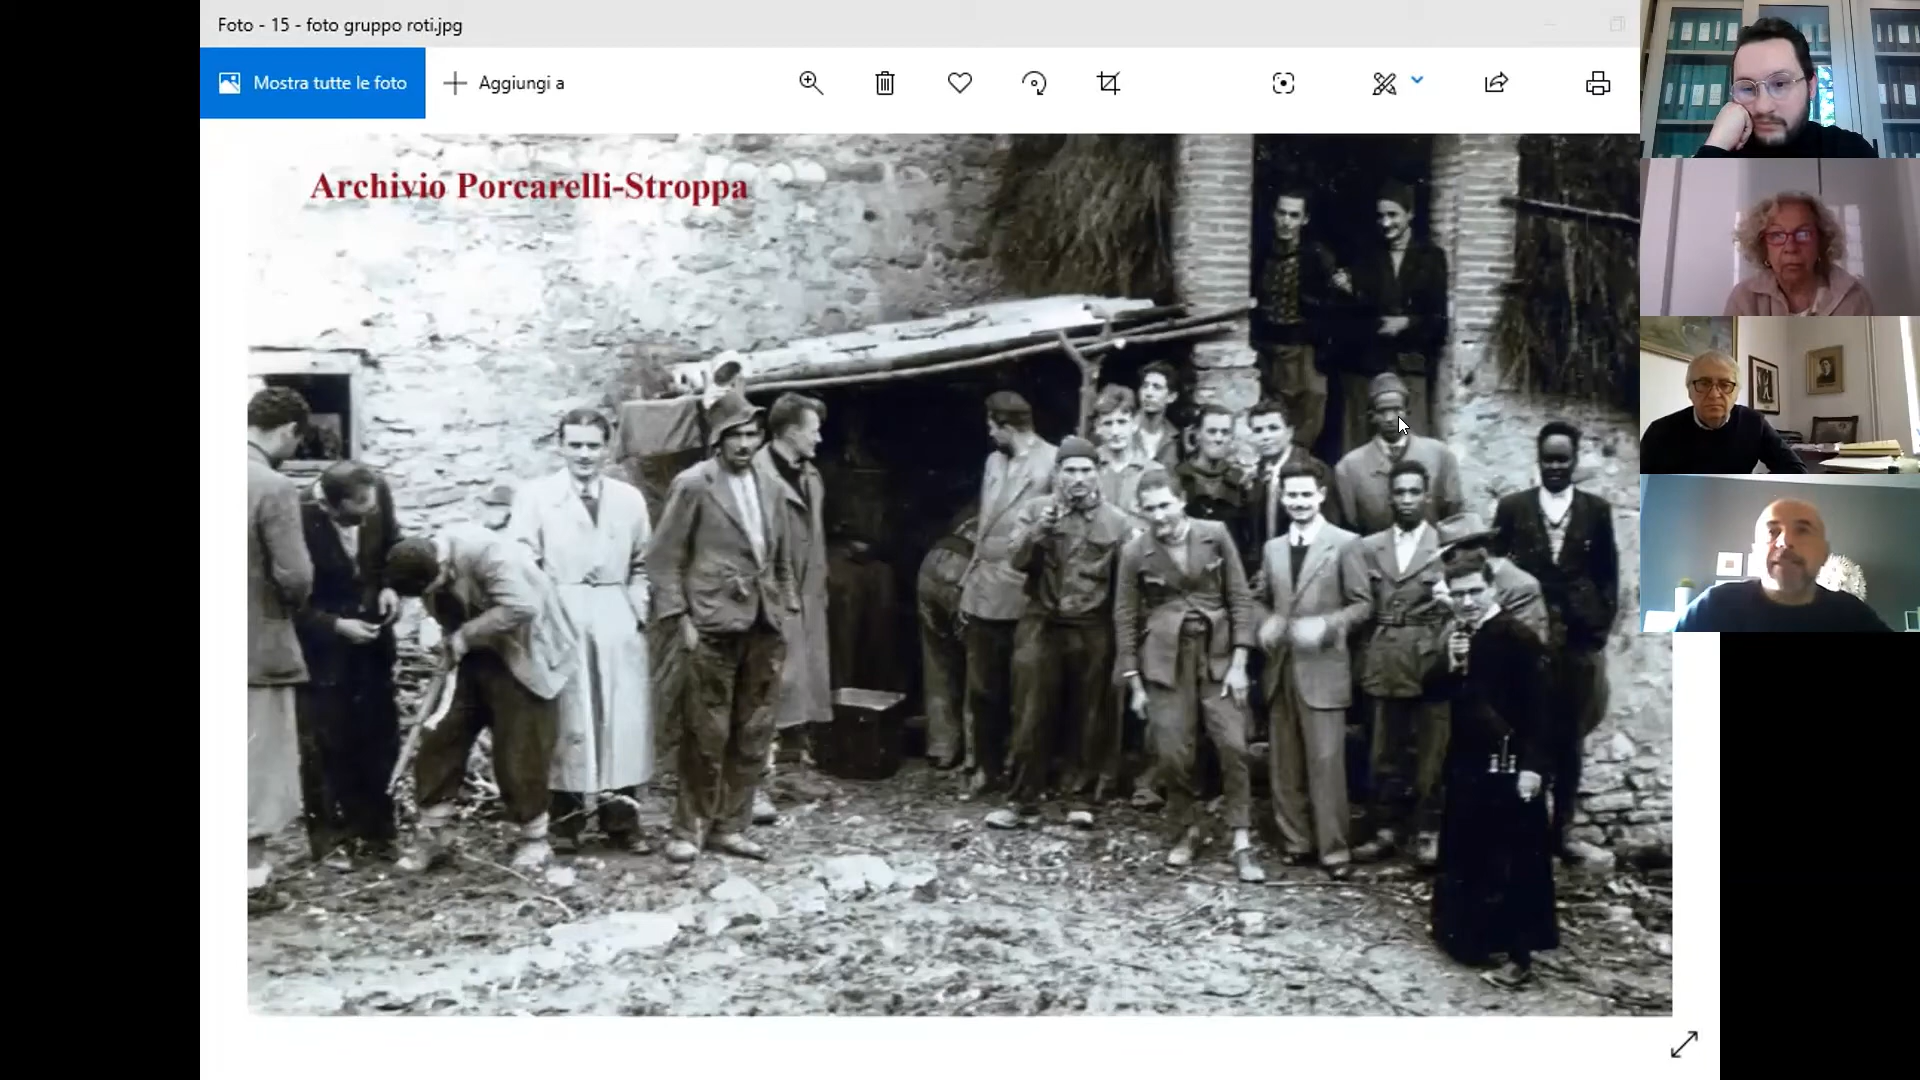 Foto - 15 - foto gruppo roti.jpg
Mostra tutte le foto
Aggiungi a
Archivio Porcarelli-Stroppa